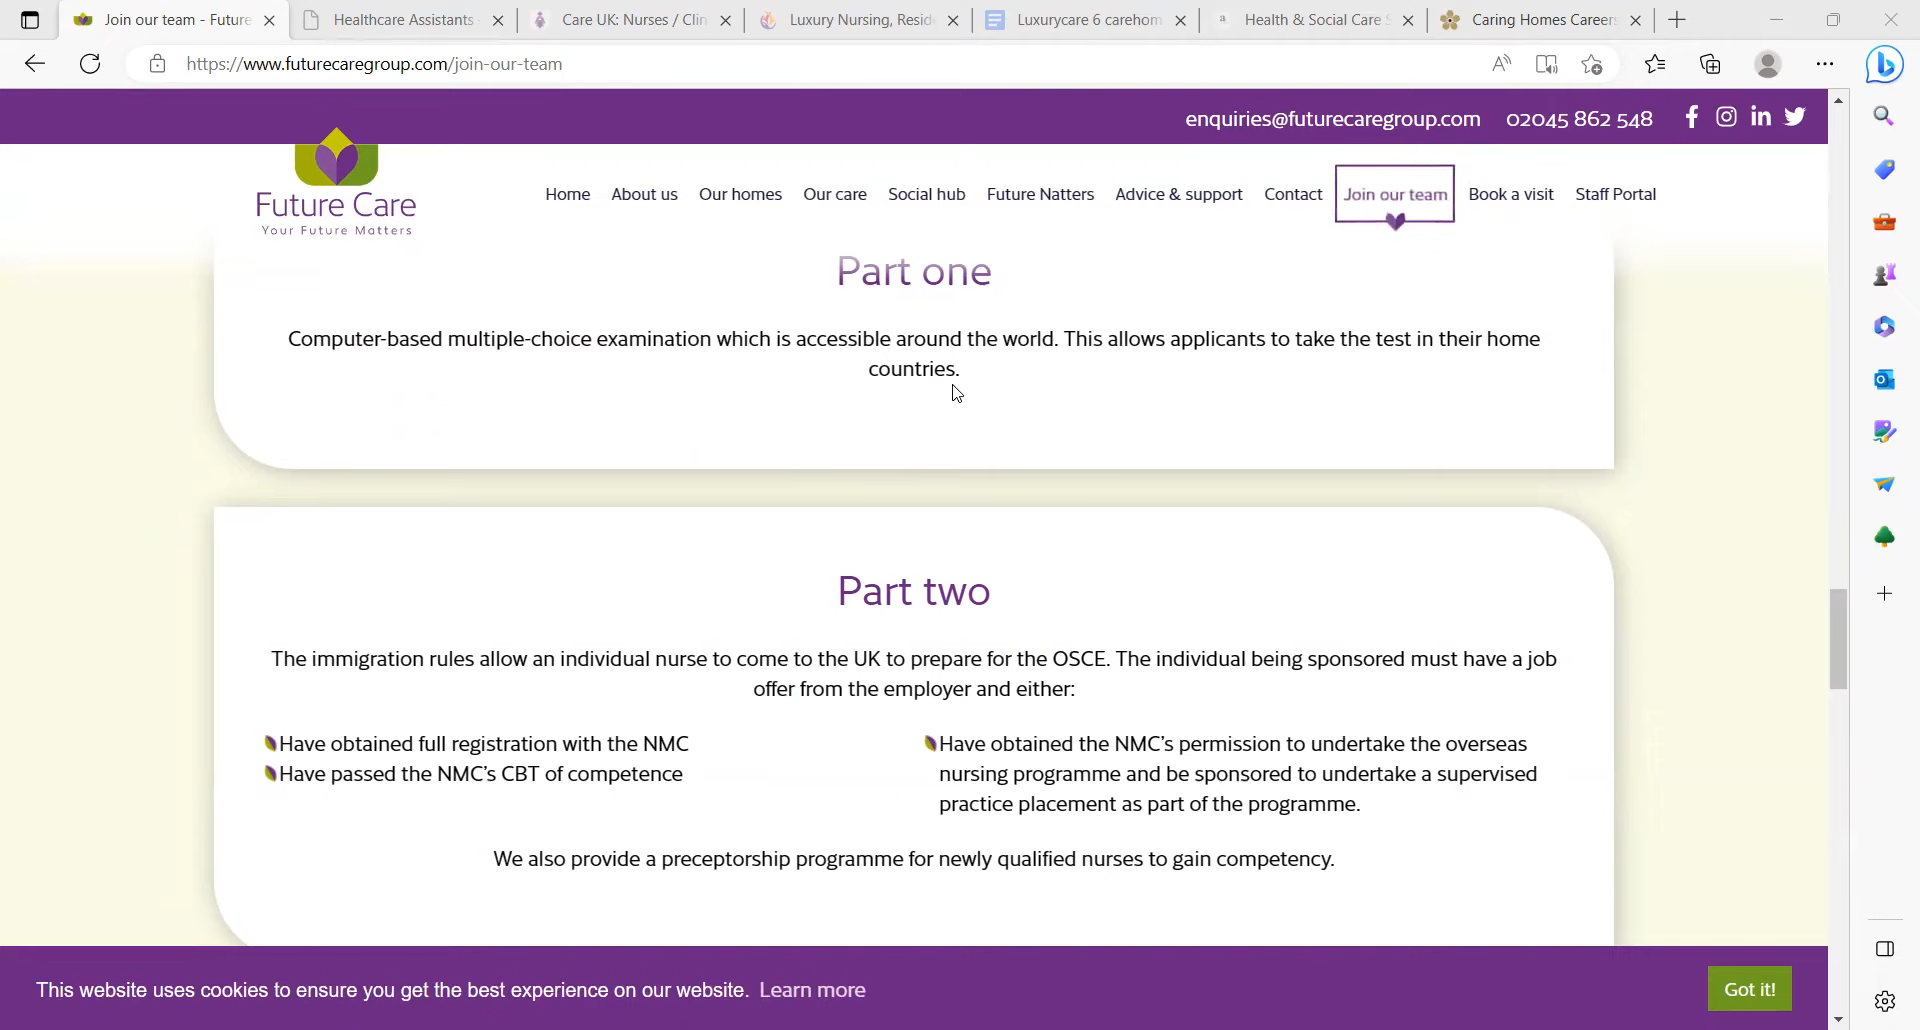 Join our team - Future
Healthcare Assistants
Care UK: Nurses / Clin
Luxury Nursing, Resid
Luxurycare 6 carehom
Health & Social Care S
Caring Homes Careers
https://www.futurecaregroup.com/join-our-team
enquiries@futurecaregroup.com 02045 862 548
Future Care
Your Future Matters
Home About us Our homes Our care Social hub Future Natters Advice & support Contact Join our team Book a visit Staff Portal
Part one
Computer-based multiple-choice examination which is accessible around the world. This allows applicants to take the test in their home
countries.
Part two
The immigration rules allow an individual nurse to come to the UK to prepare for the OSCE. The individual being sponsored must have a job
offer from the employer and either:
Have obtained full registration with the NMC
Have passed the NMC's CBT of competence
Have obtained the NMC's permission to undertake the overseas
nursing programme and be sponsored to undertake a supervised
practice placement as part of the programme.
We also provide a preceptorship programme for newly qualified nurses to gain competency.
This website uses cookies to ensure you get the best experience on our website. Learn more
Got it!